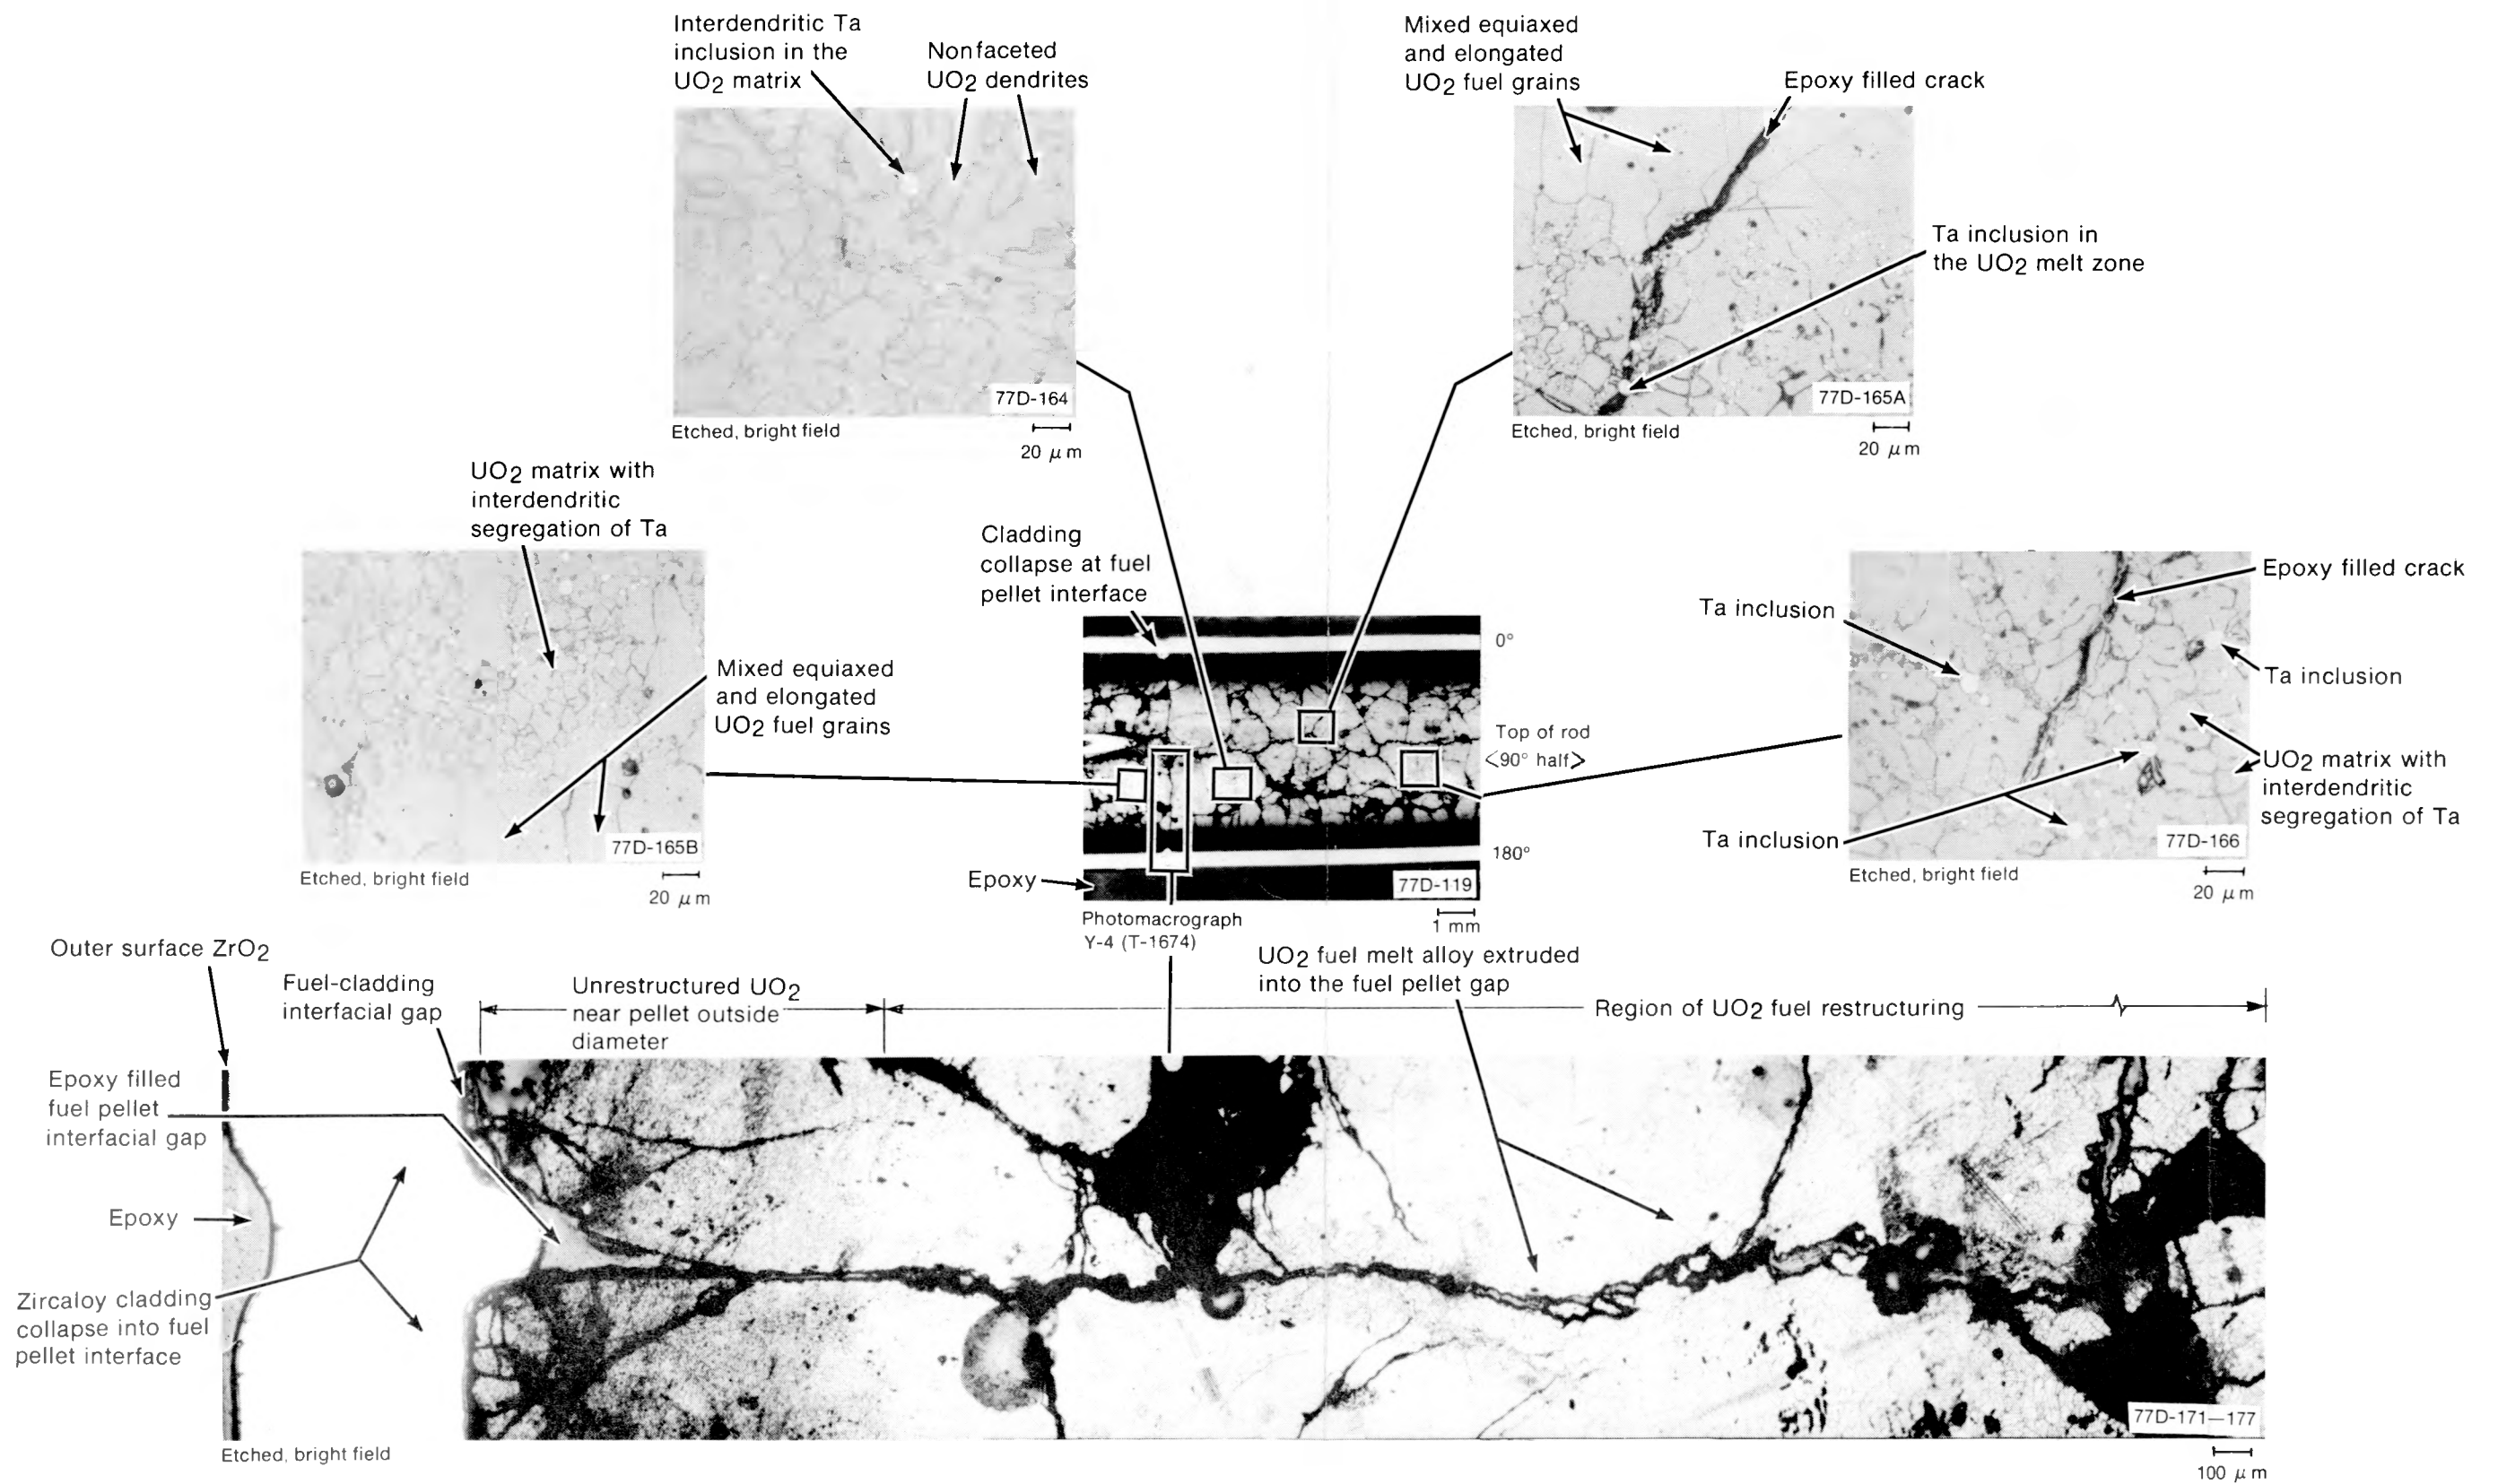 Interdendritic Ta
inclusion in the
UO2 matrix
Nonfaceted
UO2 dendrites
77D-164
Etched, bright field
20 μm
Mixed equiaxed
and elongated
UO2 fuel grains
Epoxy filled crack
Ta inclusion in
the UO2 melt zone
77D-165A
Etched, bright field
20 μm
UO2 matrix with
interdendritic
segregation of Ta
Mixed equiaxed
and elongated
UO2 fuel grains
77D-165B
Etched, bright field
20 μm
Cladding
collapse at fuel
pellet interface
0°
Top of rod
<90° half>
180°
Epoxy
77D-119
Photomacrograph
Y-4 (T-1674)
1 mm
Ta inclusion
Epoxy filled crack
Ta inclusion
UO2 matrix with
interdendritic
segregation of Ta
Ta inclusion
77D-166
Etched, bright field
20 μm
Outer surface ZrO2
Fuel-cladding
interfacial gap
Unrestructured UO2
near pellet outside
diameter
UO2 fuel melt alloy extruded
into the fuel pellet gap
Region of UO2 fuel restructuring
Epoxy filled
fuel pellet
interfacial gap
Epoxy
Zircaloy cladding
collapse into fuel
pellet interface
77D-171—177
Etched, bright field
100 μm